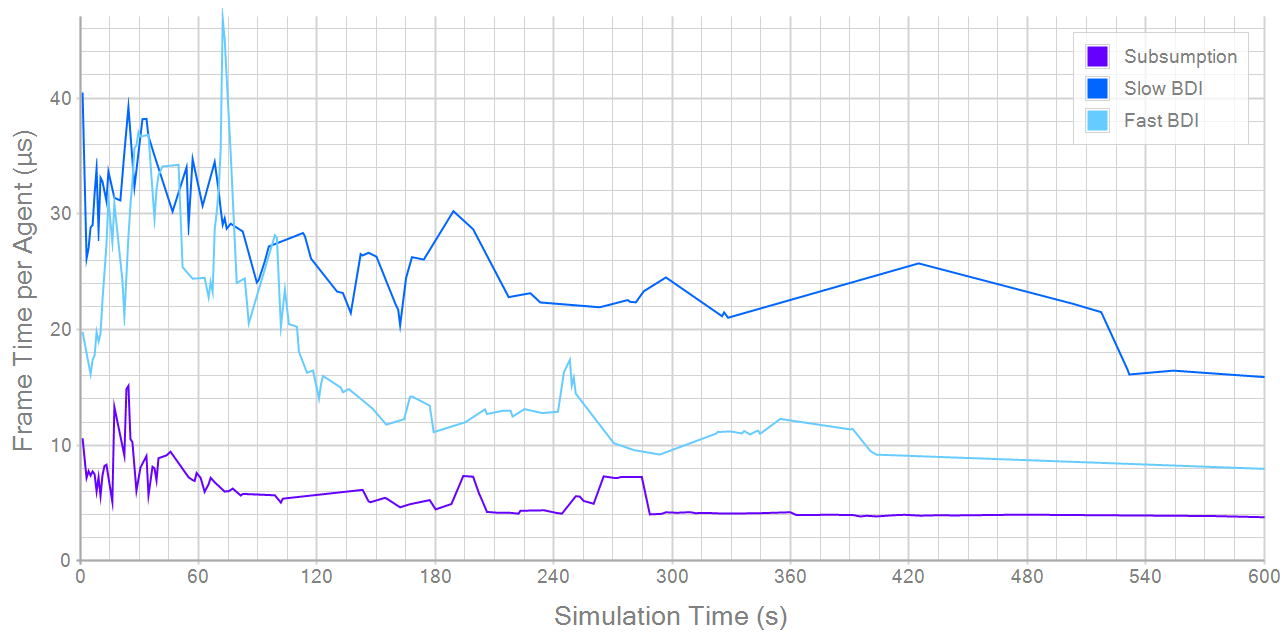 Frame Time per Agent (µs)
40
30
20
10
0
Subsumption
Slow BDI
Fast BDI
0 60 120 180 240 300 360 420 480 540 600
Simulation Time (s)